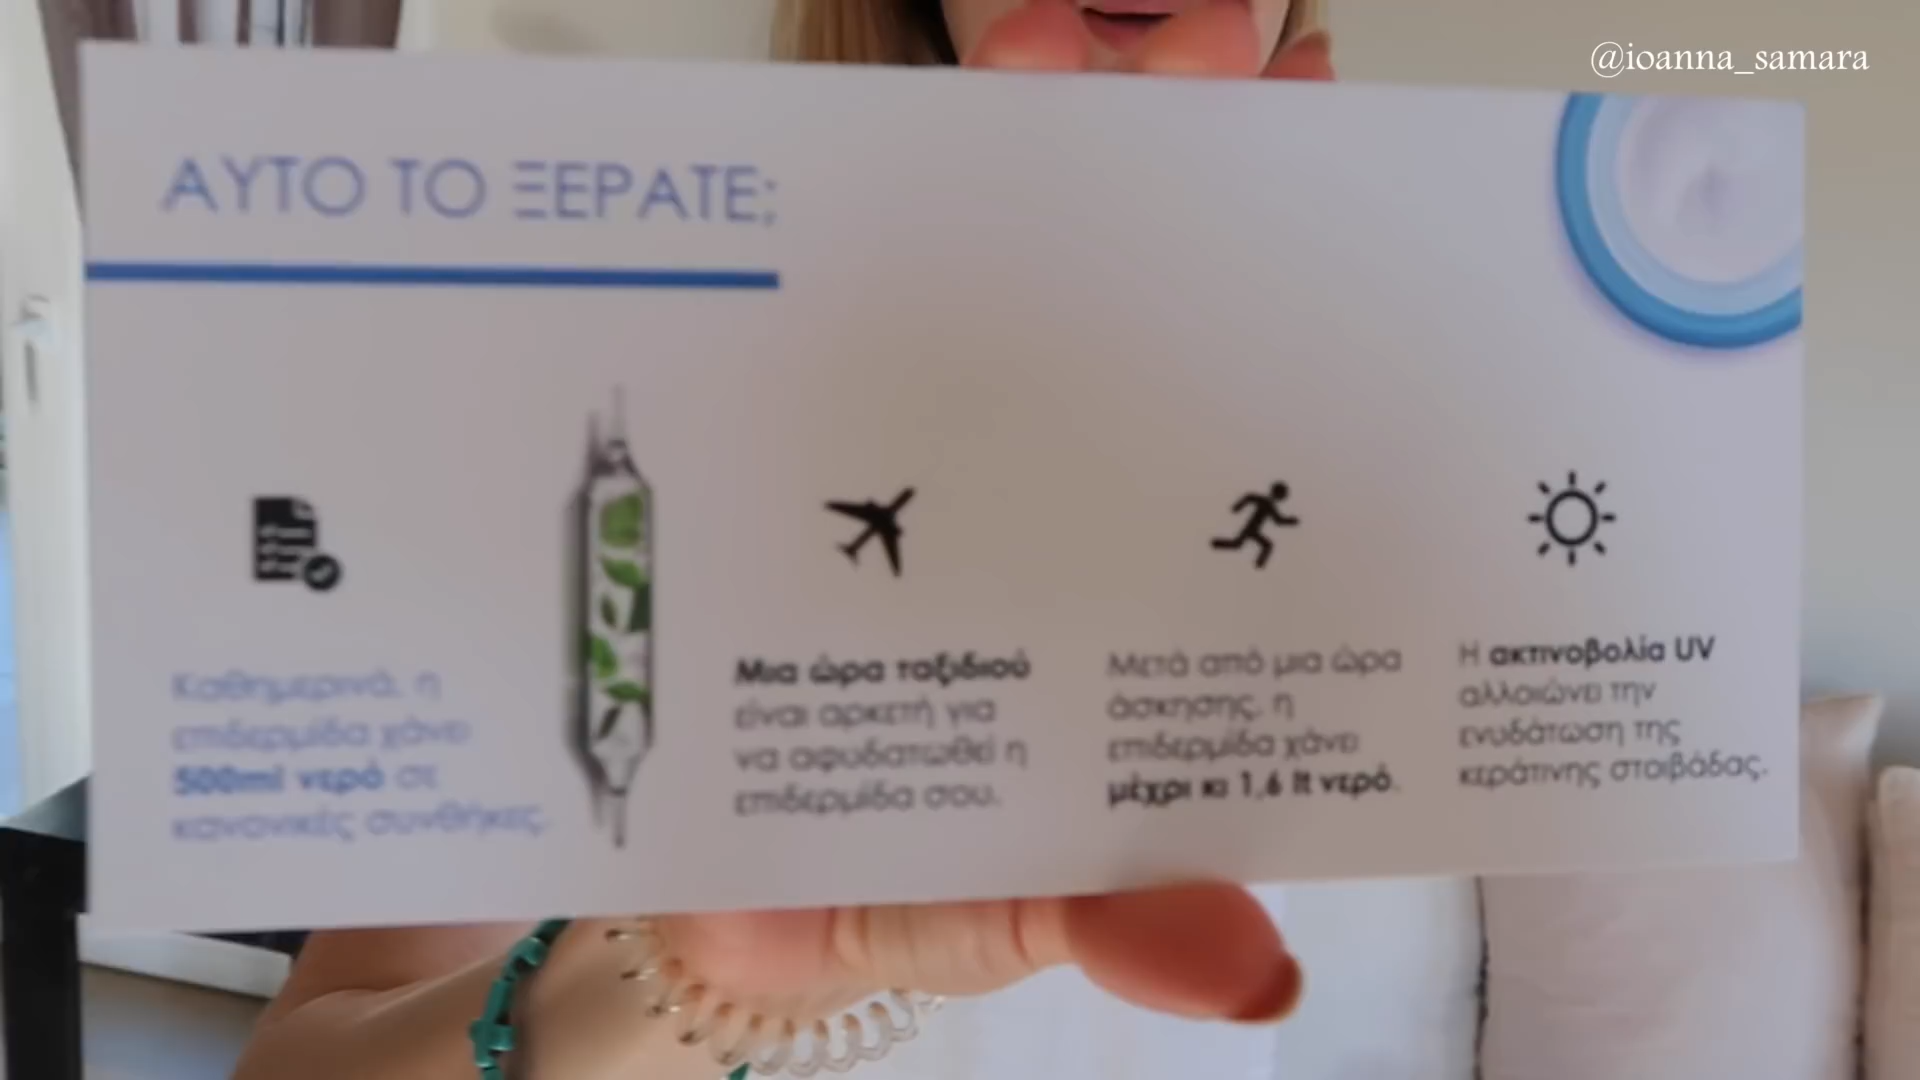 @ioanna_samara
ΑΥΤΟ ΤΟ ΞΕΡΑΤΕ;
Καθημερινά, η
επιδερμίδα χάνει
500ml νερό σε
κανονικές συνθήκες.
Μια ώρα ταξιδιού
είναι αρκετή για
να αφυδατωθεί η
επιδερμίδα σου.
Μετά από μια ώρα
άσκησης, η
επιδερμίδα χάνει
μέχρι κι 1,6 lt νερό.
Η ακτινοβολία UV
αλλοιώνει την
ενυδάτωση της
κεράτινης στοιβάδας.